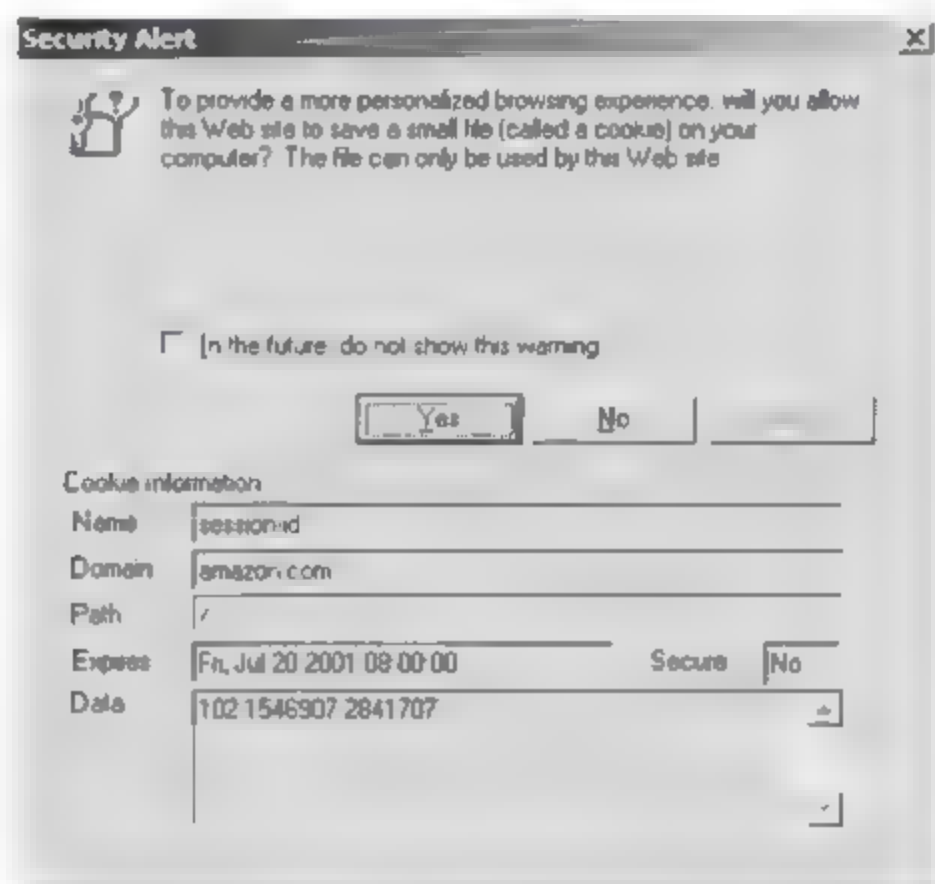 Security Alert
To provide a more personalized browsing experience, will you allow
this Web site to save a small file (called a cookie) on your
computer? The file can only be used by this Web site
In the future do not show this warning
Yes No
Cookie information
Name session-id
Domain amazon.com
Path /
Expires Fri, Jul 20 2001 08:00:00 Secure No
Data 102 1546907 2841707